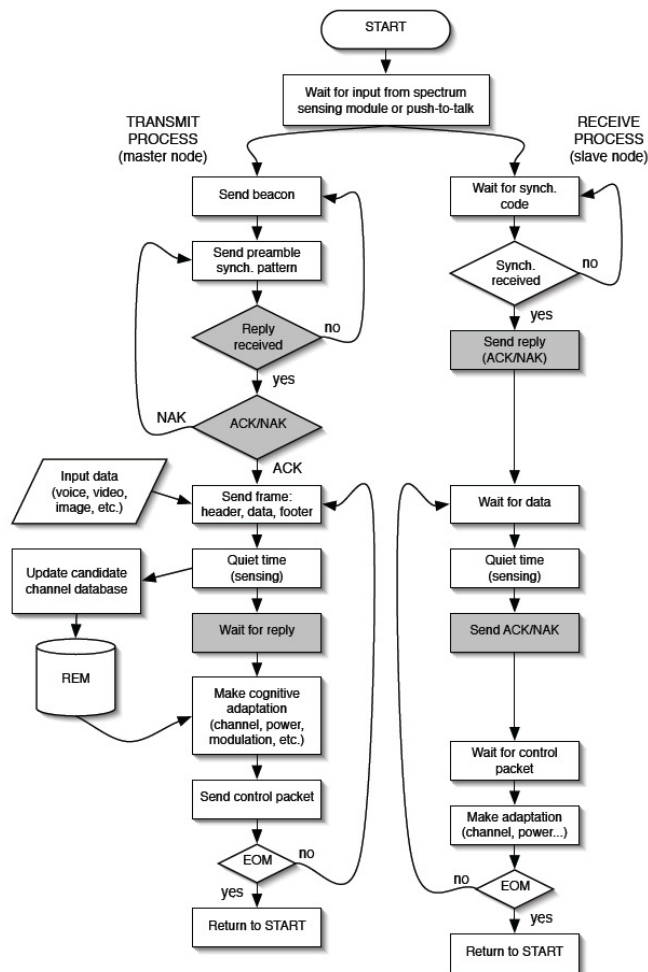 START
Wait for input from spectrum
sensing module or push-to-talk
TRANSMIT
PROCESS
(master node)
RECEIVE
PROCESS
(slave node)
Send beacon
Send preamble
synch. pattern
Reply
received
no
yes
NAK
ACK/NAK
ACK
Input data
(voice, video,
image, etc.)
Send frame:
header, data, footer
Quiet time
(sensing)
Update candidate
channel database
REM
Wait for reply
Make cognitive
adaptation
(channel, power,
modulation, etc.)
Send control packet
EOM
no
yes
Return to START
Wait for synch.
code
Synch.
received
no
yes
Send reply
(ACK/NAK)
Wait for data
Quiet time
(sensing)
Send ACK/NAK
Wait for control
packet
Make adaptation
(channel, power...)
no
EOM
yes
Return to START